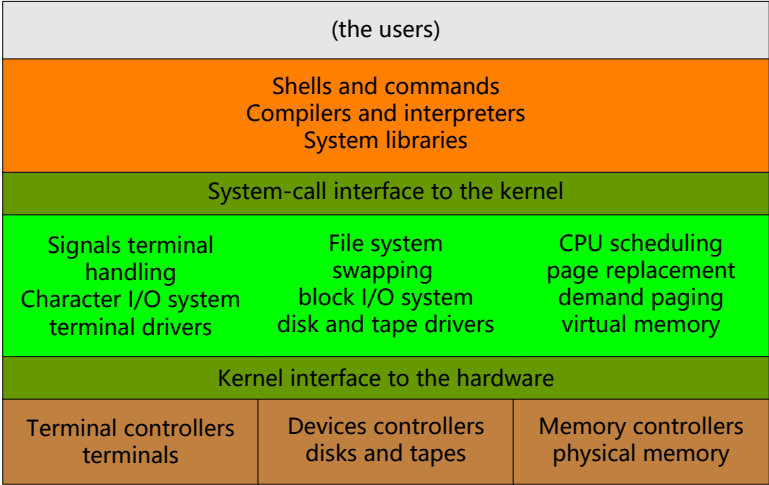 (the users)
Shells and commands
Compilers and interpreters
System libraries
System-call interface to the kernel
Signals terminal
handling
Character I/O system
terminal drivers
File system
swapping
block I/O system
disk and tape drivers
CPU scheduling
page replacement
demand paging
virtual memory
Kernel interface to the hardware
Terminal controllers
terminals
Devices controllers
disks and tapes
Memory controllers
physical memory